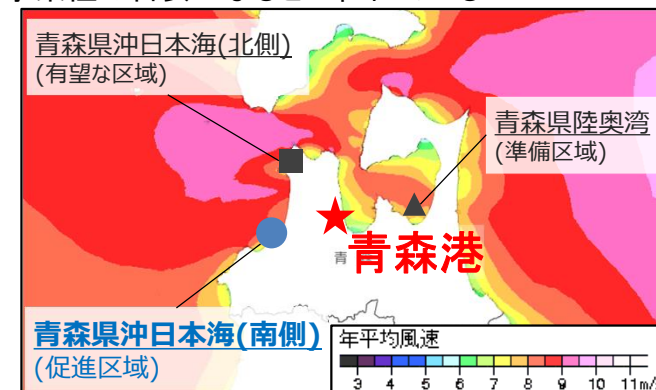 青森県沖日本海(北側)
(有望な区域)
青森県陸奥湾
(準備区域)
青森港
青
青森県沖日本海(南側)
(促進区域)
年平均風速
3 4 5 6 7 8 9 10 11m/